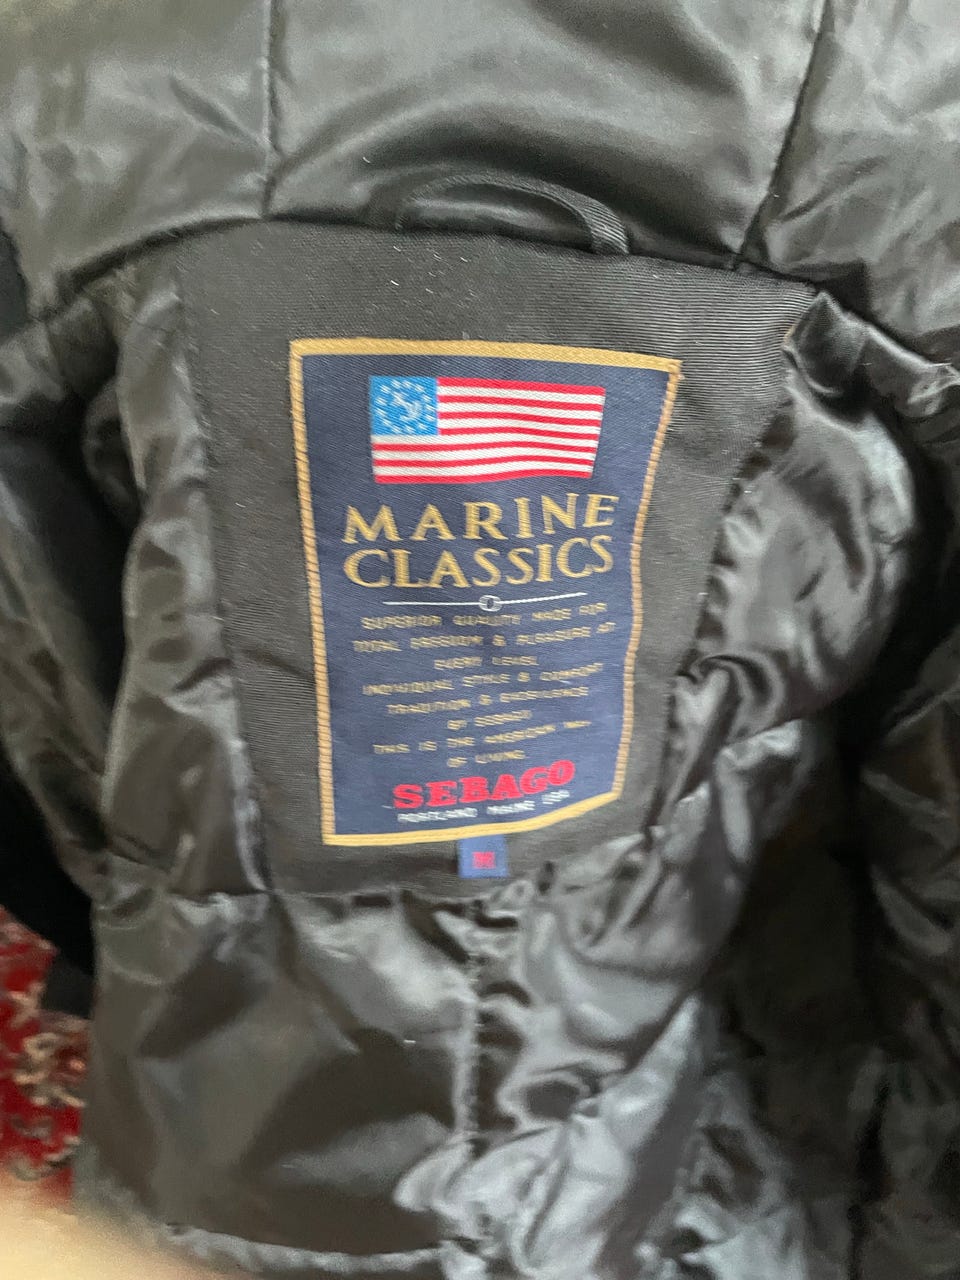 XV
MARINE
CLASSICS
SUPERIOR QUALITY MADE FOR
TOTAL FREEDOM & PLEASURE AT
EVERY LEVEL
INDIVIDUAL STYLE & COMFORT
TRADITION & EXCELLENCE
BY SEBAGO
THIS IS THE AMERICAN WAY
OF LIVING
SEBAGO
PORTLAND MAINE USA
M